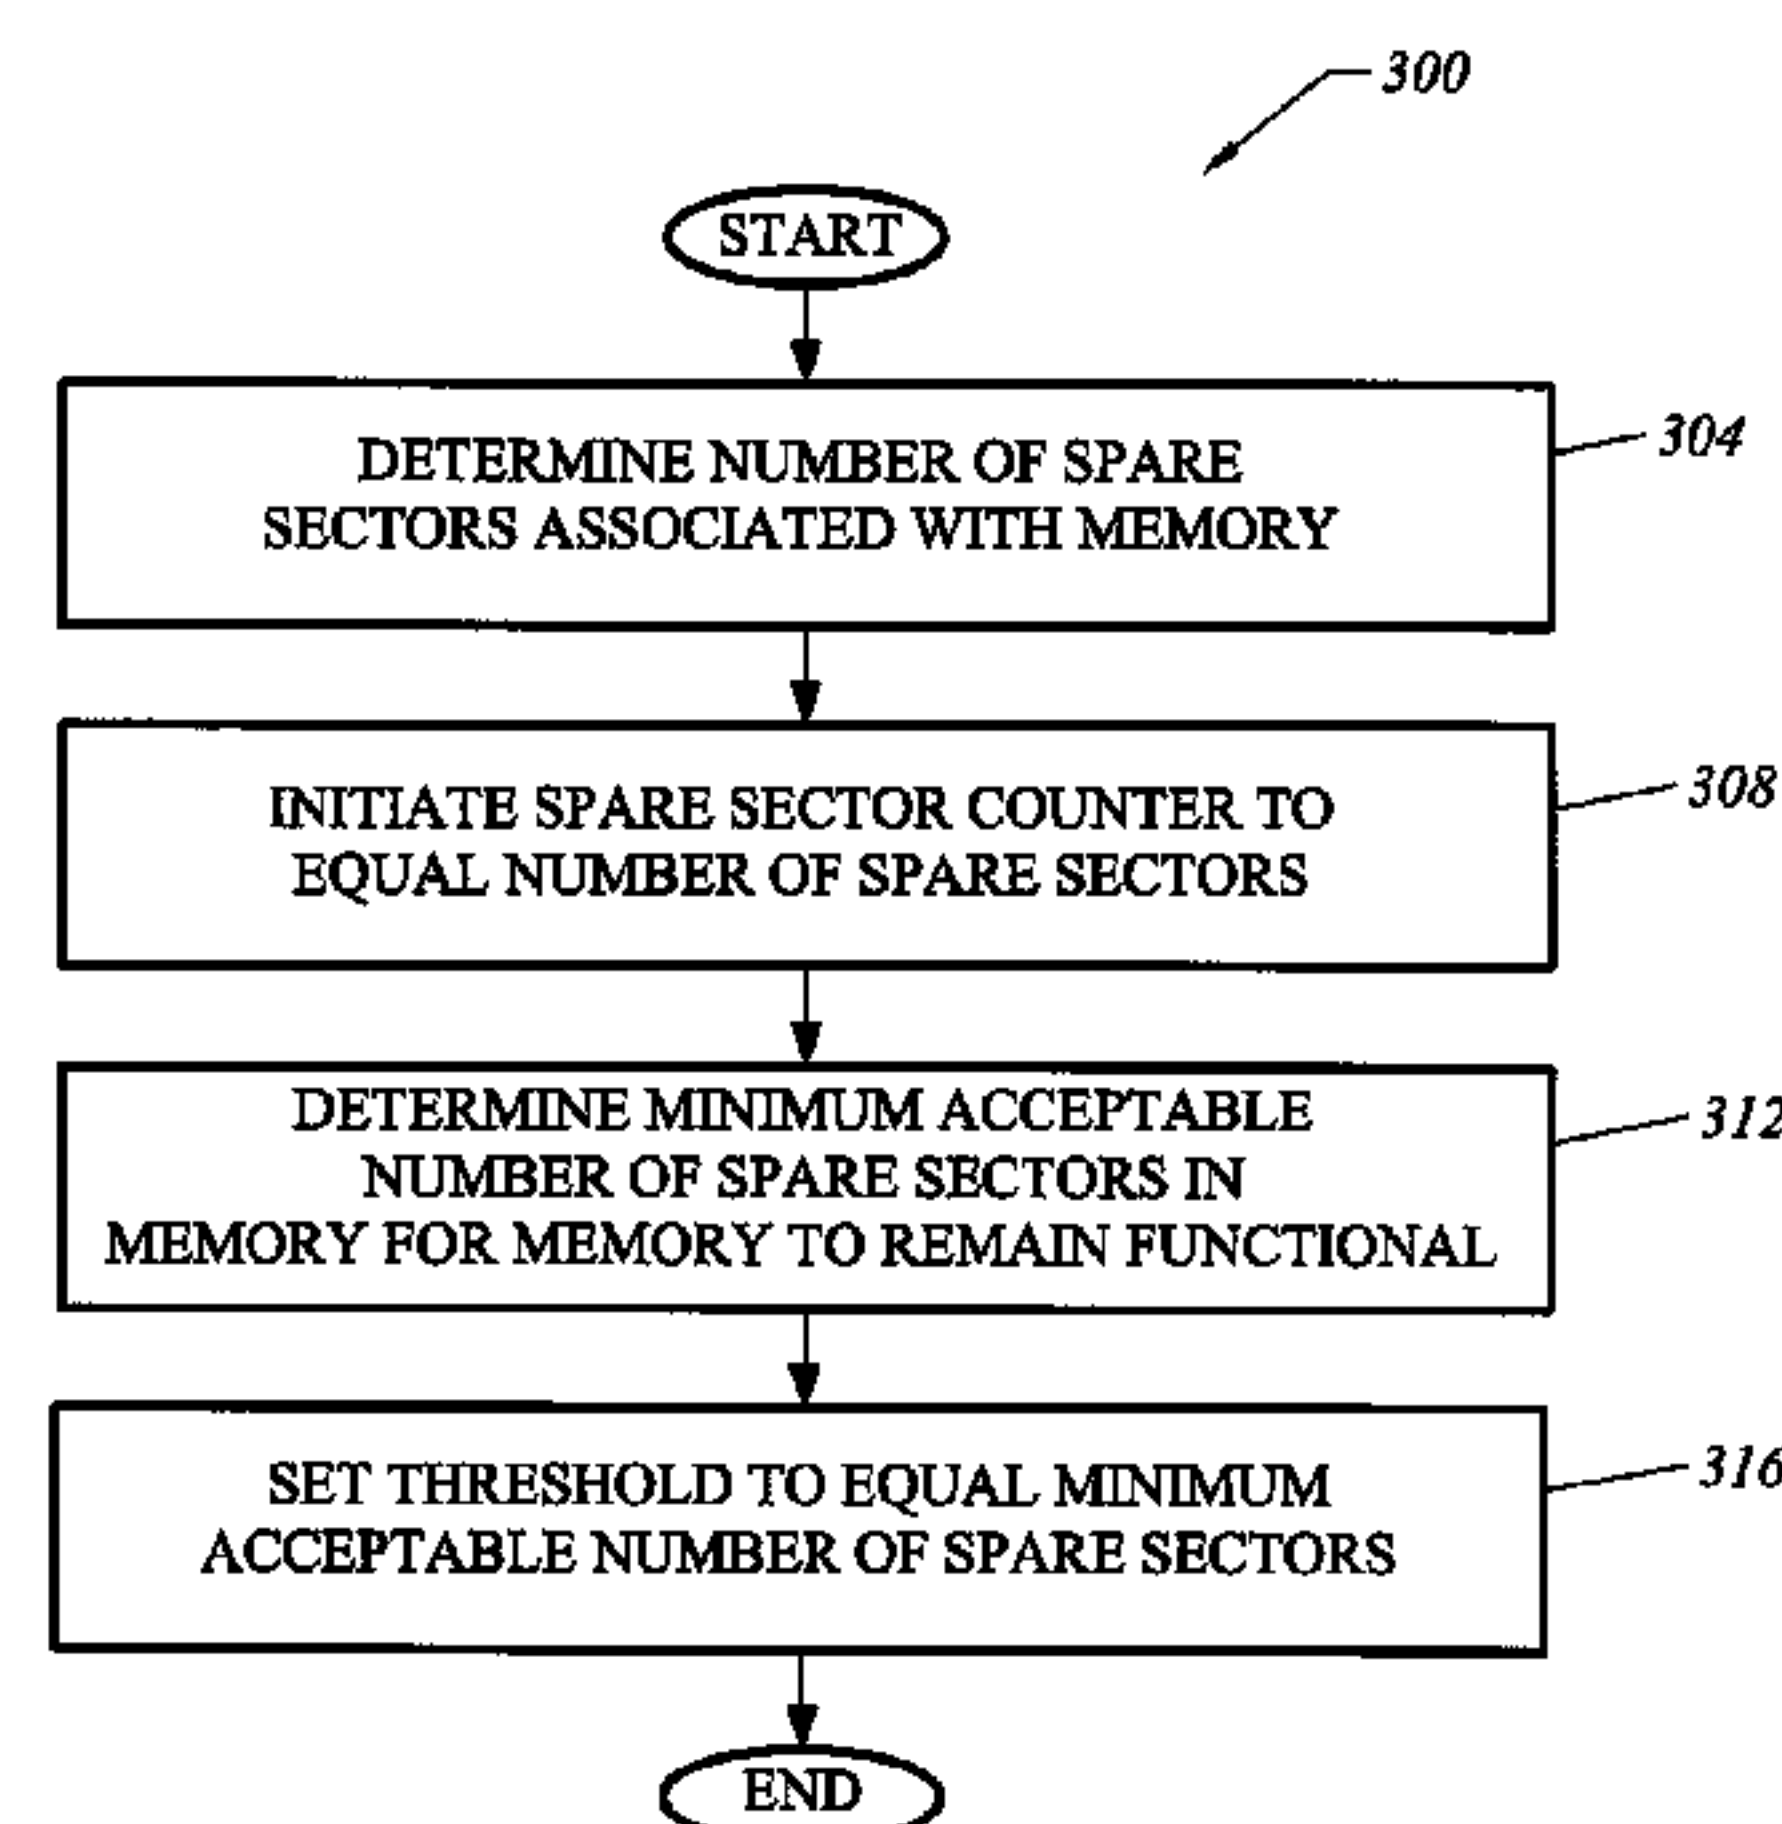 300
START
DETERMINE NUMBER OF SPARE
SECTORS ASSOCIATED WITH MEMORY
304
INITIATE SPARE SECTOR COUNTER TO
EQUAL NUMBER OF SPARE SECTORS
308
DETERMINE MINIMUM ACCEPTABLE
NUMBER OF SPARE SECTORS IN
MEMORY FOR MEMORY TO REMAIN FUNCTIONAL
312
SET THRESHOLD TO EQUAL MINIMUM
ACCEPTABLE NUMBER OF SPARE SECTORS
316
END